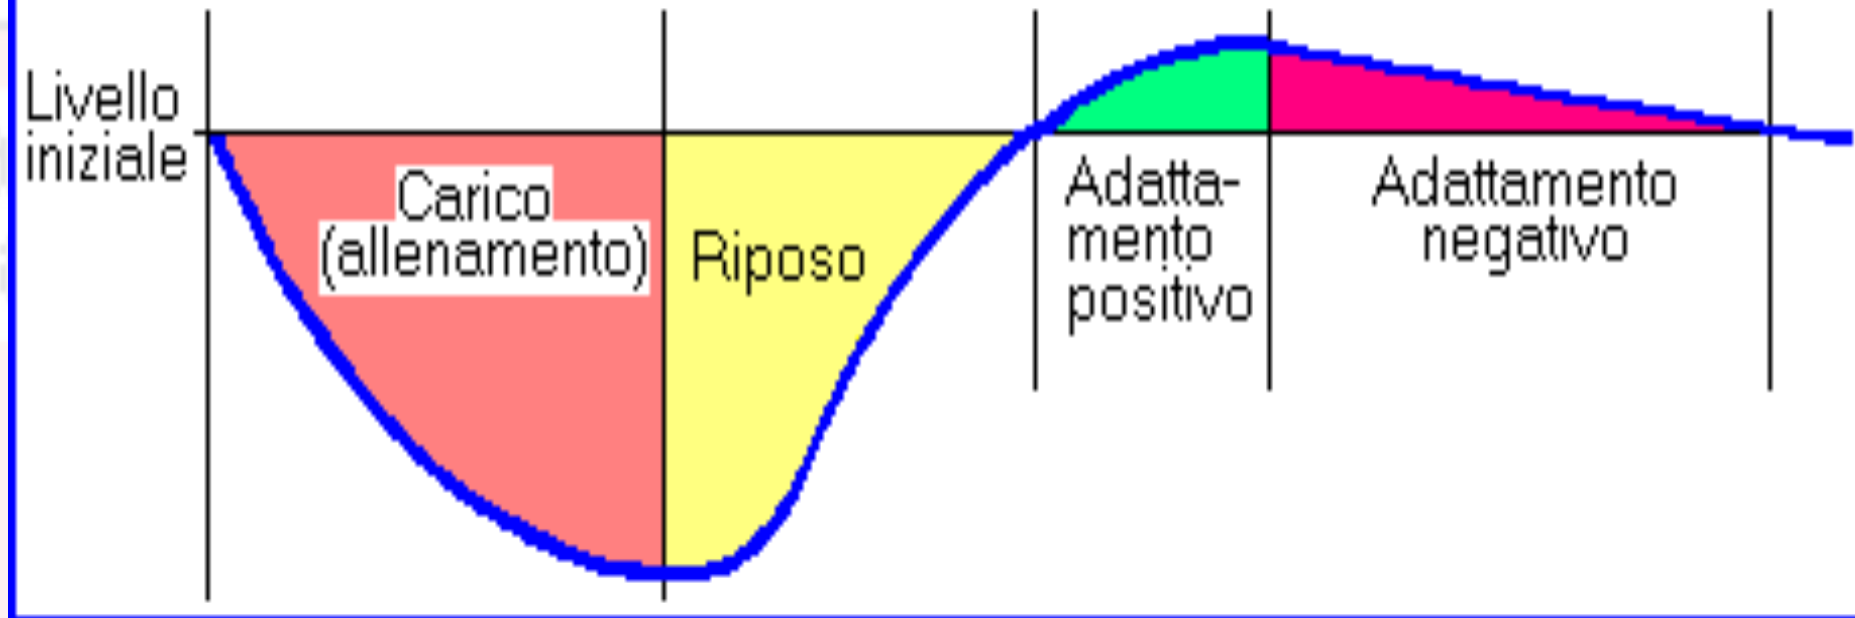 Livello
iniziale
Carico
(allenamento)
Riposo
Adatta-
mento
positivo
Adattamento
negativo